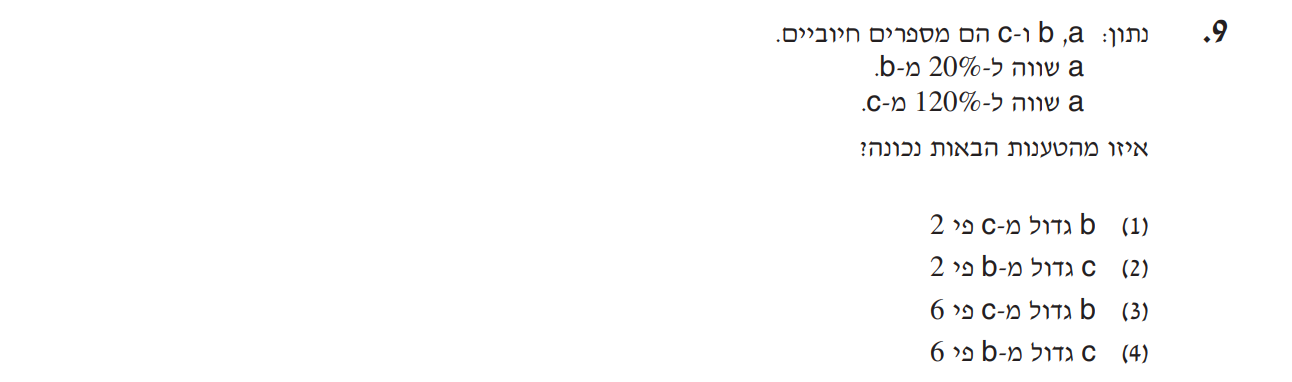 9. נתון: a, b ו-c הם מספרים חיוביים.
a שווה ל-20% מ-b.
a שווה ל-120% מ-c.
איזו מהטענות הבאות נכונה?
(1) b גדול מ-c פי 2
(2) c גדול מ-b פי 2
(3) b גדול מ-c פי 6
(4) c גדול מ-b פי 6